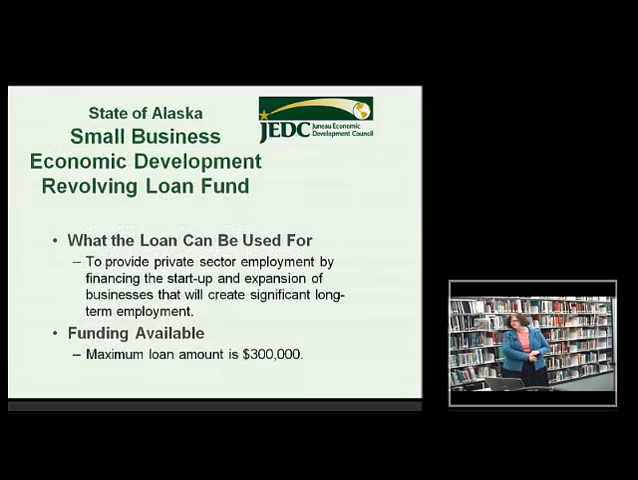 State of Alaska
Small Business
Economic Development
Revolving Loan Fund
JEDC Juneau Economic
Development Council
• What the Loan Can Be Used For
– To provide private sector employment by
financing the start-up and expansion of
businesses that will create significant long-
term employment.
• Funding Available
– Maximum loan amount is $300,000.